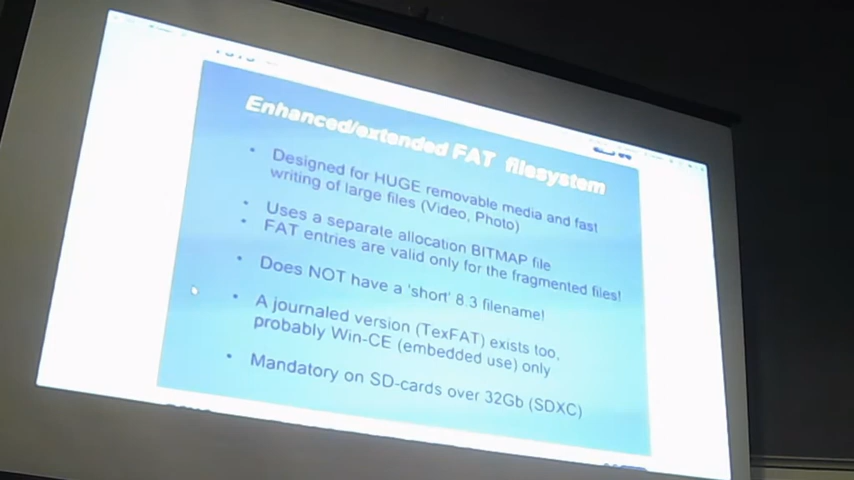 Enhanced/extended FAT filesystem
• Designed for HUGE removable media and fast
writing of large files (Video, Photo)
• Uses a separate allocation BITMAP file
• FAT entries are valid only for the fragmented files!
• Does NOT have a 'short' 8.3 filename!
• A journaled version (TexFAT) exists too,
probably Win-CE (embedded use) only
• Mandatory on SD-cards over 32Gb (SDXC)